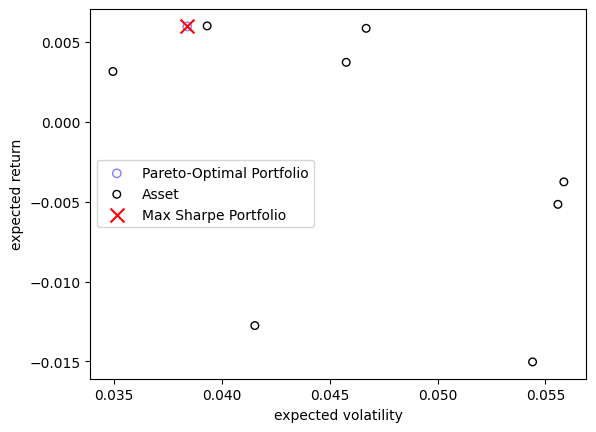 0.005
0.000
−0.005
−0.010
−0.015
expected return
Pareto-Optimal Portfolio
Asset
Max Sharpe Portfolio
0.035 0.040 0.045 0.050 0.055
expected volatility